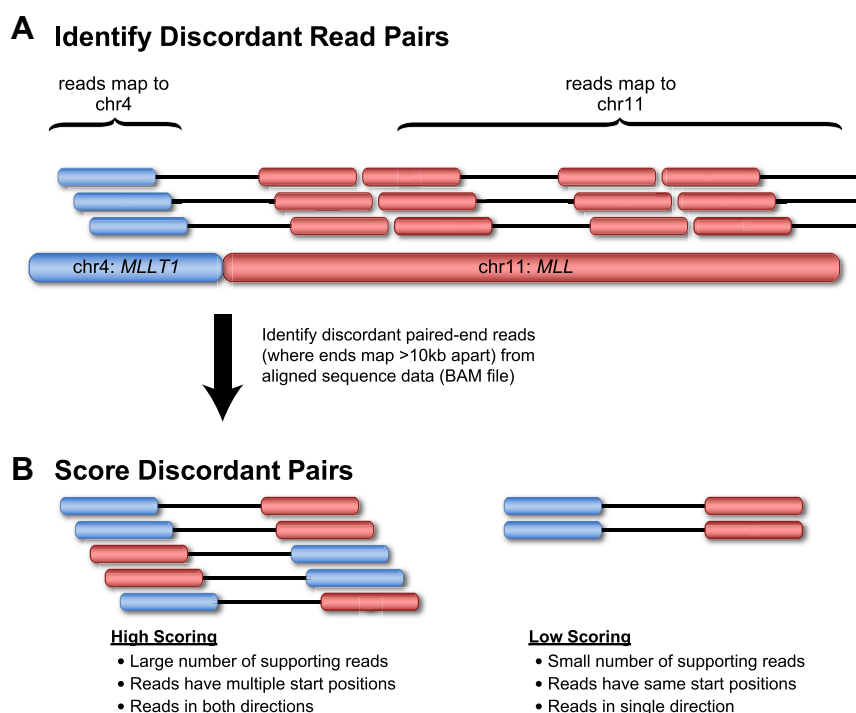 A Identify Discordant Read Pairs
reads map to
chr4
reads map to
chr11
chr4: MLLT1
chr11: MLL
Identify discordant paired-end reads
(where ends map >10kb apart) from
aligned sequence data (BAM file)
B Score Discordant Pairs
High Scoring
• Large number of supporting reads
• Reads have multiple start positions
• Reads in both directions
Low Scoring
• Small number of supporting reads
• Reads have same start positions
• Reads in single direction